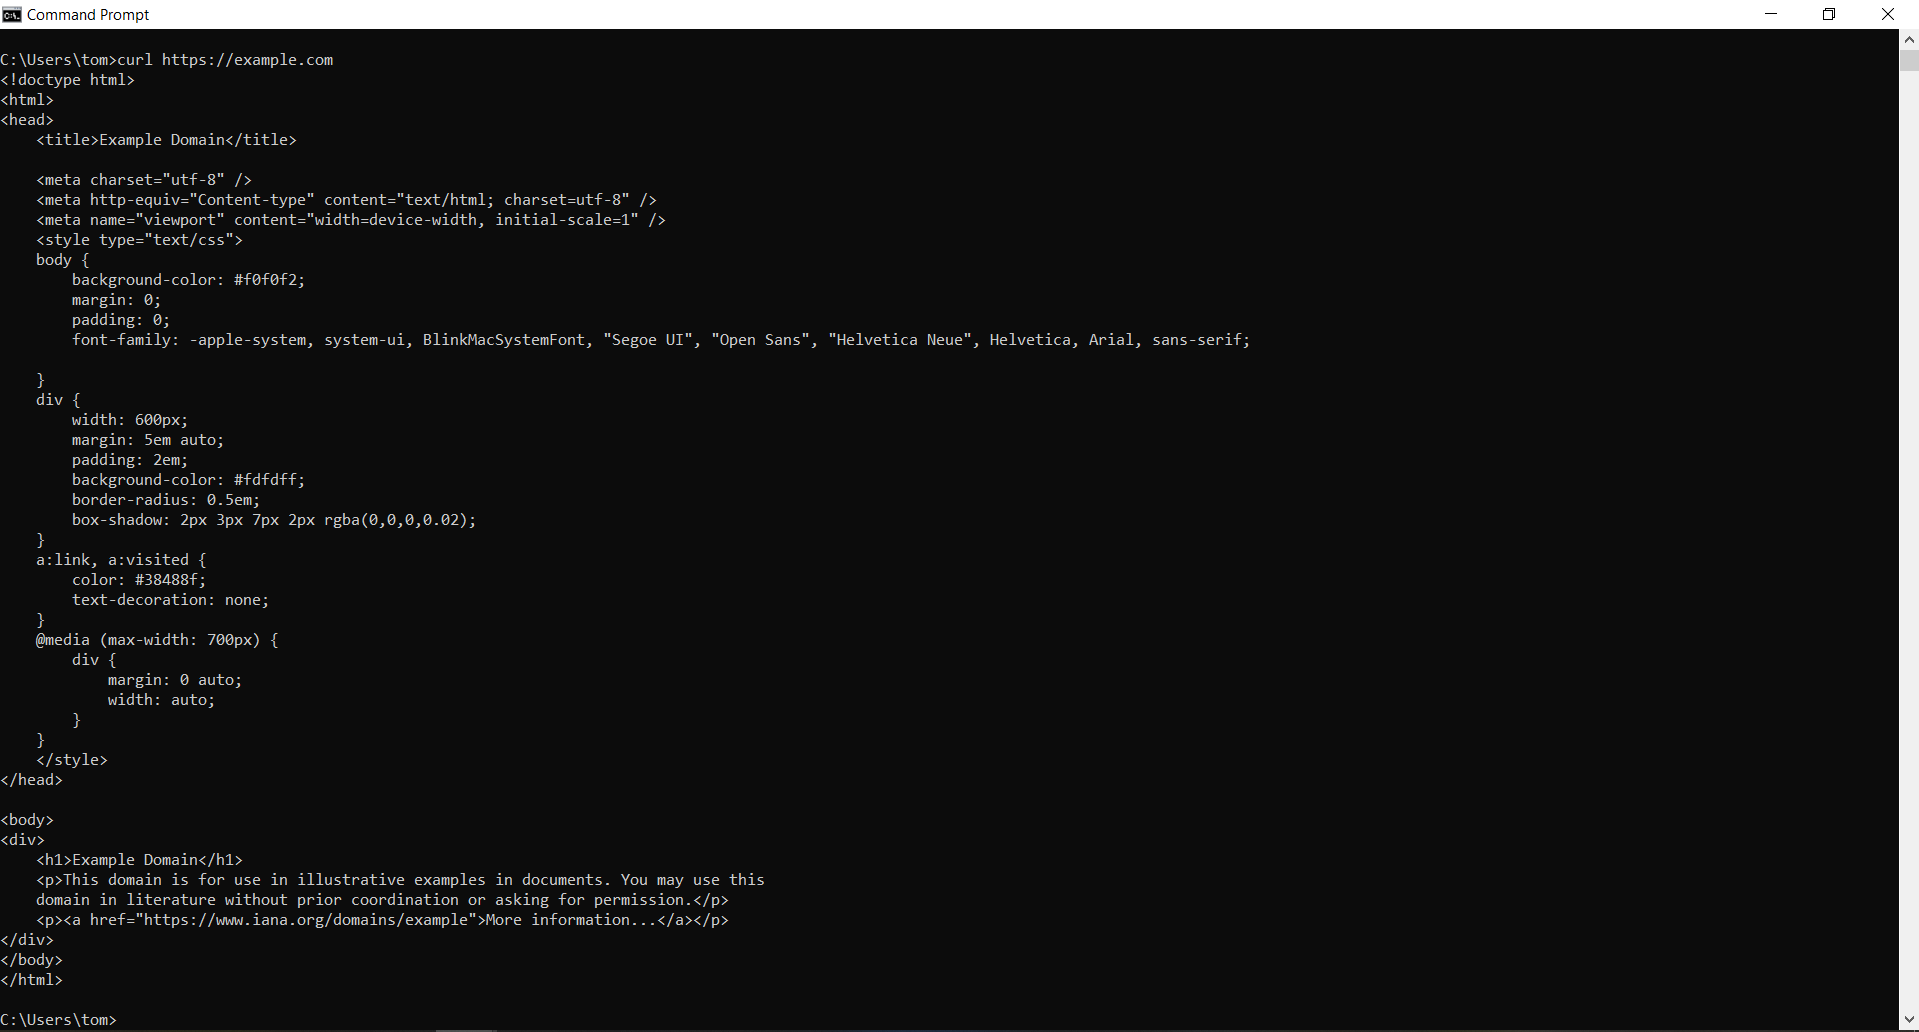 Command Prompt
C:\Users\tom>curl https://example.com
<!doctype html>
<html>
<head>
    <title>Example Domain</title>

    <meta charset="utf-8" />
    <meta http-equiv="Content-type" content="text/html; charset=utf-8" />
    <meta name="viewport" content="width=device-width, initial-scale=1" />
    <style type="text/css">
    body {
        background-color: #f0f0f2;
        margin: 0;
        padding: 0;
        font-family: -apple-system, system-ui, BlinkMacSystemFont, "Segoe UI", "Open Sans", "Helvetica Neue", Helvetica, Arial, sans-serif;

    }
    div {
        width: 600px;
        margin: 5em auto;
        padding: 2em;
        background-color: #fdfdff;
        border-radius: 0.5em;
        box-shadow: 2px 3px 7px 2px rgba(0,0,0,0.02);
    }
    a:link, a:visited {
        color: #38488f;
        text-decoration: none;
    }
    @media (max-width: 700px) {
        div {
            margin: 0 auto;
            width: auto;
        }
    }
    </style>
</head>

<body>
<div>
    <h1>Example Domain</h1>
    <p>This domain is for use in illustrative examples in documents. You may use this
    domain in literature without prior coordination or asking for permission.</p>
    <p><a href="https://www.iana.org/domains/example">More information...</a></p>
</div>
</body>
</html>

C:\Users\tom>